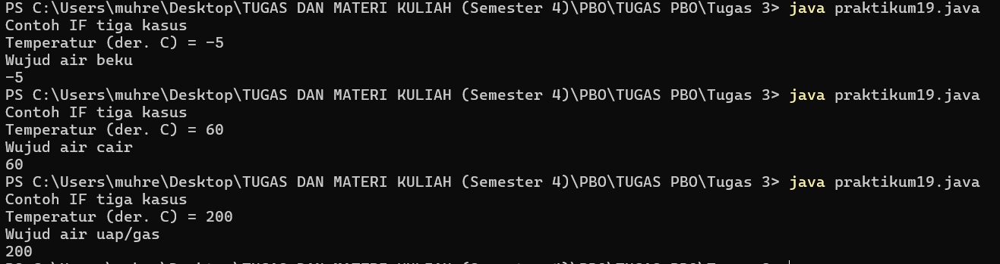 PS C:\Users\muhre\Desktop\TUGAS DAN MATERI KULIAH (Semester 4)\PBO\TUGAS PBO\Tugas 3> java praktikum19.java
Contoh IF tiga kasus
Temperatur (der. C) = -5
Wujud air beku
-5
PS C:\Users\muhre\Desktop\TUGAS DAN MATERI KULIAH (Semester 4)\PBO\TUGAS PBO\Tugas 3> java praktikum19.java
Contoh IF tiga kasus
Temperatur (der. C) = 60
Wujud air cair
60
PS C:\Users\muhre\Desktop\TUGAS DAN MATERI KULIAH (Semester 4)\PBO\TUGAS PBO\Tugas 3> java praktikum19.java
Contoh IF tiga kasus
Temperatur (der. C) = 200
Wujud air uap/gas
200